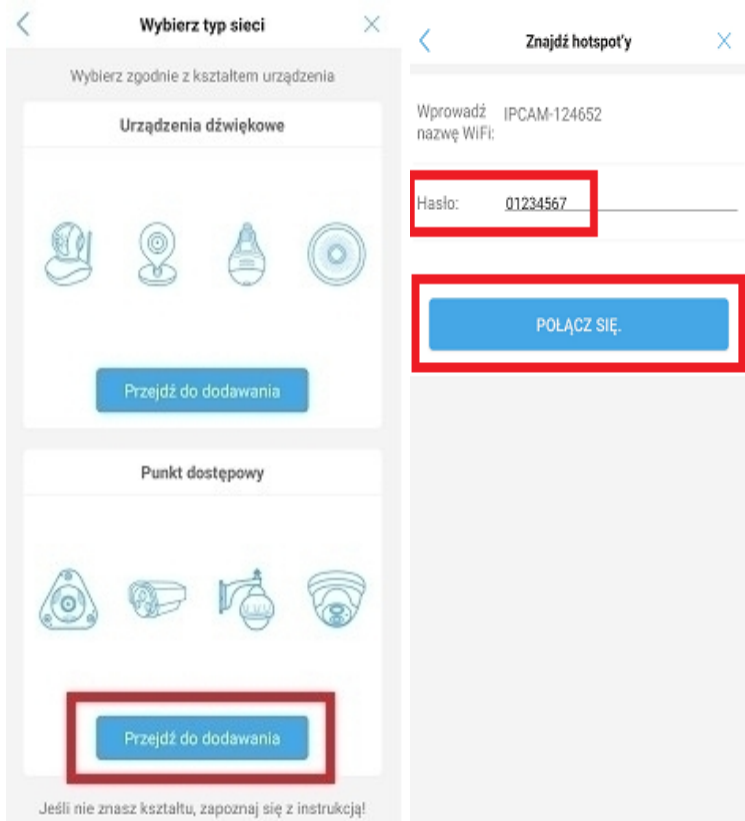 Wybierz typ sieci
Wybierz zgodnie z kształtem urządzenia
Urządzenia dźwiękowe
Przejdź do dodawania
Punkt dostępowy
Przejdź do dodawania
Jeśli nie znasz kształtu, zapoznaj się z instrukcją!
Znajdź hotspot'y
Wprowadź
nazwę WiFi:
IPCAM-124652
Hasło: 01234567
POŁĄCZ SIĘ.